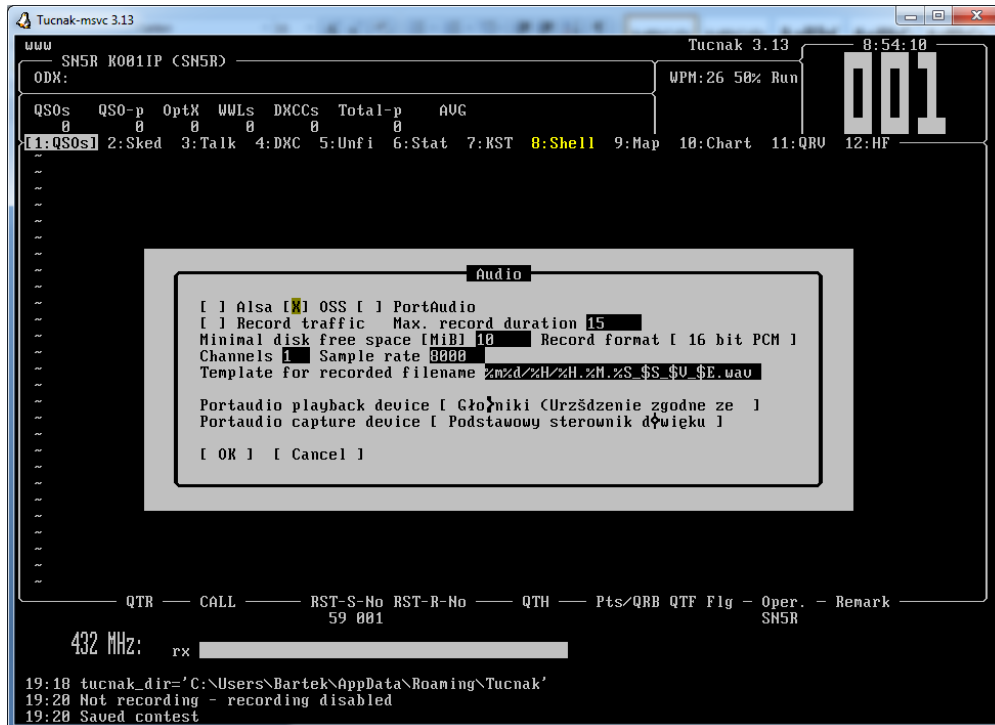 Tucnak-msvc 3.13
www Tucnak 3.13 8:54:10
SN5R KO01IP (SN5R)
ODX: WPM:26 50% Run 001
QSOs QSO-p OptX WWLs DXCCs Total-p AVG
0 0 0 0 0 0
[1:QSOs] 2:Sked 3:Talk 4:DXC 5:Unfi 6:Stat 7:KST 8:Shell 9:Map 10:Chart 11:QRV 12:HF
Audio
[ ] Alsa [X] OSS [ ] PortAudio
[ ] Record traffic Max. record duration 15
Minimal disk free space [MiB] 10 Record format [ 16 bit PCM ]
Channels 1 Sample rate 8000
Template for recorded filename %m%d/%H/%H.%M.%S_$S_$V_$E.wav
Portaudio playback device [ Głoźniki (Urzšdzenie zgodne ze ]
Portaudio capture device [ Podstawowy sterownik dźwięku ]
[ OK ] [ Cancel ]
QTR CALL RST-S-No RST-R-No QTH Pts/QRB QTF Flg - Oper. - Remark
59 001 SN5R
432 MHz: rx
19:18 tucnak_dir='C:\Users\Bartek\AppData\Roaming\Tucnak'
19:20 Not recording - recording disabled
19:20 Saved contest